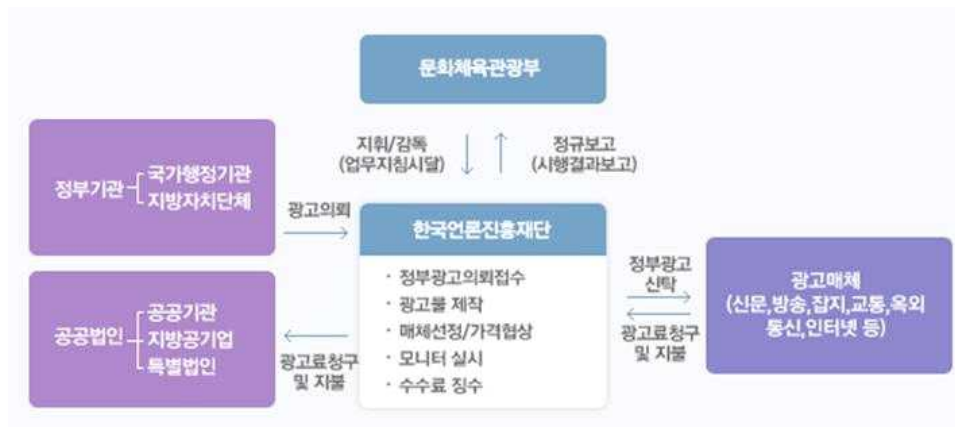 문화체육관광부
지휘/감독
(업무지침시달)
정규보고
(시행결과보고)
정부기관
국가행정기관
지방자치단체
광고의뢰
공공법인
공공기관
지방공기업
특별법인
광고료청구
및 지불
한국언론진흥재단
· 정부광고의뢰접수
· 광고물 제작
· 매체선정/가격협상
· 모니터 실시
· 수수료 징수
정부광고
신탁
광고료청구
및 지불
광고매체
(신문,방송,잡지,교통,옥외
통신,인터넷 등)